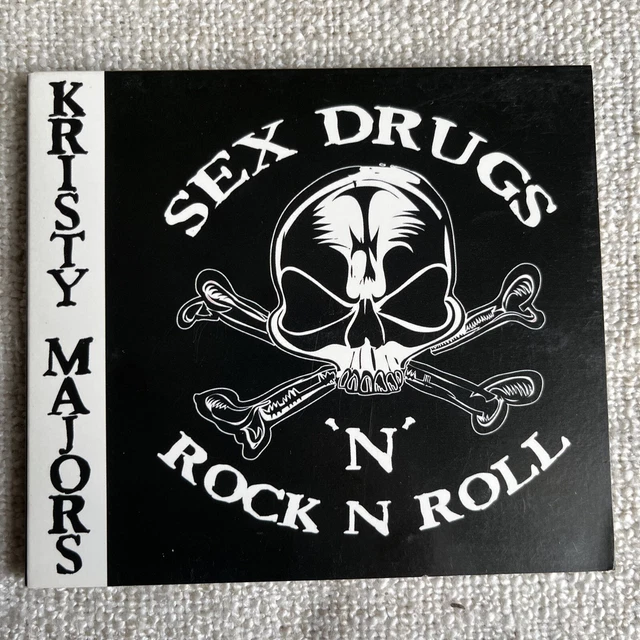 KRISTY MAJORS
SEX DRUGS
'N'
ROCK N ROLL